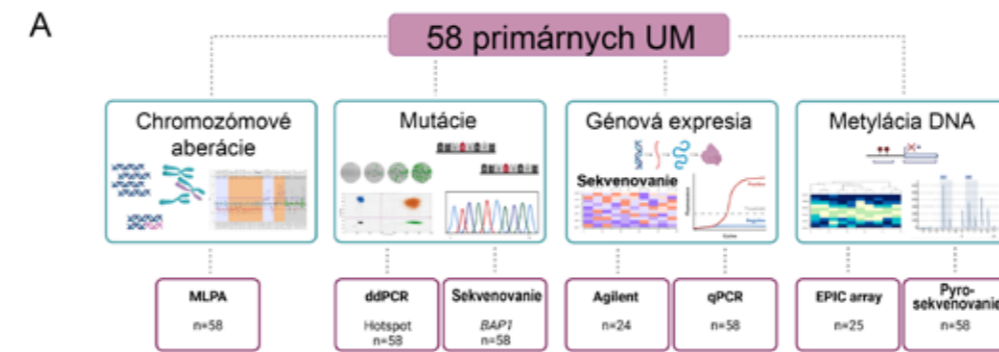 A
58 primárnych UM
Chromozómové
aberácie
Mutácie
Génová expresia
Sekvenovanie
Metylácia DNA
MLPA
n=58
ddPCR
Hotspot
n=58
Sekvenovanie
BAP1
n=58
Agilent
n=24
qPCR
n=58
EPIC array
n=25
Pyro-
sekvenovanie
n=58